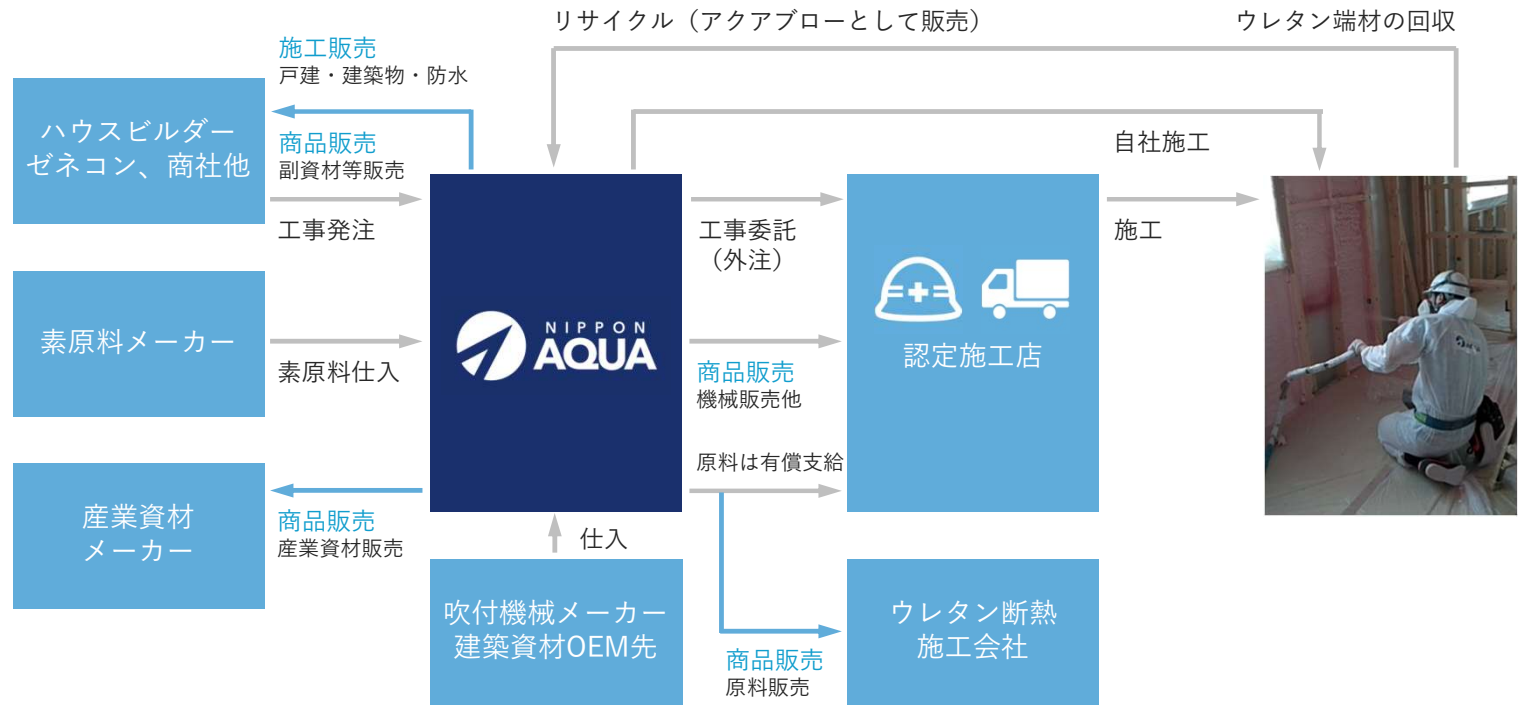 リサイクル（アクアブローとして販売）
ウレタン端材の回収
施工販売
戸建・建築物・防水
ハウスビルダー
ゼネコン、商社他
商品販売
副資材等販売
工事発注
自社施工
工事委託
（外注）
施工
素原料メーカー
素原料仕入
NIPPON
AQUA
商品販売
機械販売他
認定施工店
原料は有償支給
産業資材
メーカー
商品販売
産業資材販売
仕入
吹付機械メーカー
建築資材OEM先
商品販売
原料販売
ウレタン断熱
施工会社